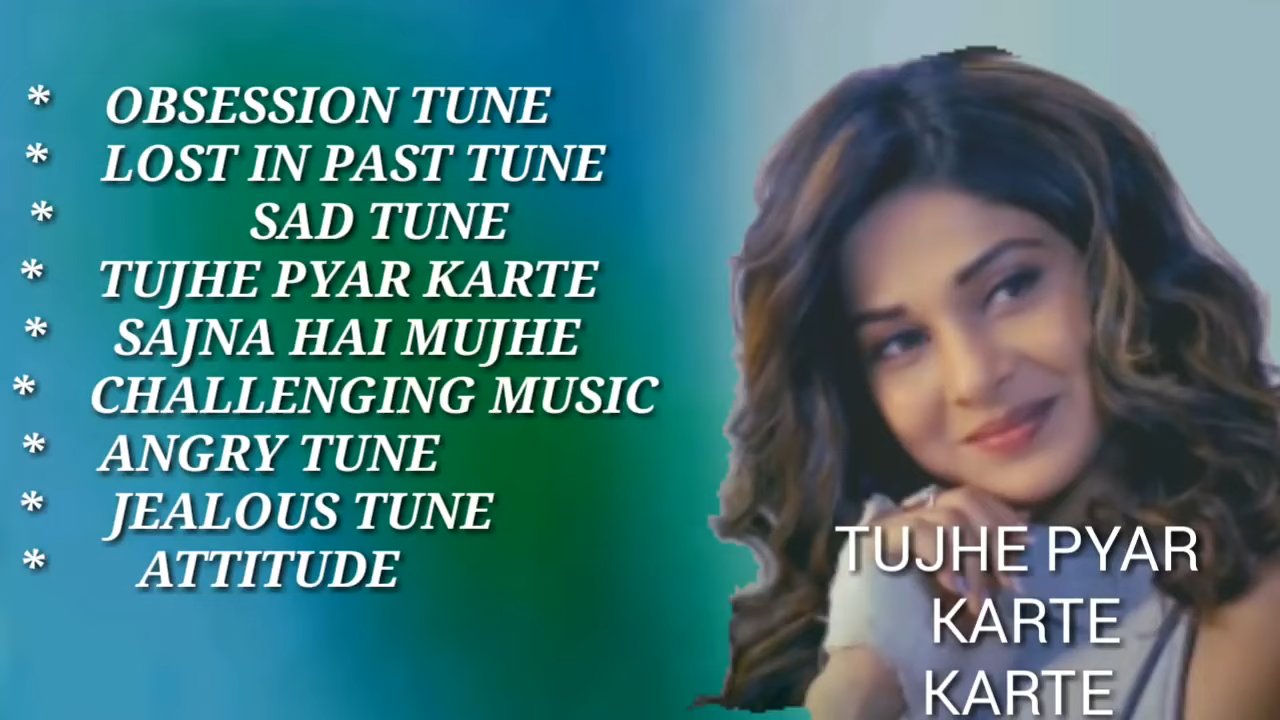 * OBSESSION TUNE
* LOST IN PAST TUNE
* SAD TUNE
* TUJHE PYAR KARTE
* SAJNA HAI MUJHE
* CHALLENGING MUSIC
* ANGRY TUNE
* JEALOUS TUNE
* ATTITUDE
TUJHE PYAR
KARTE
KARTE